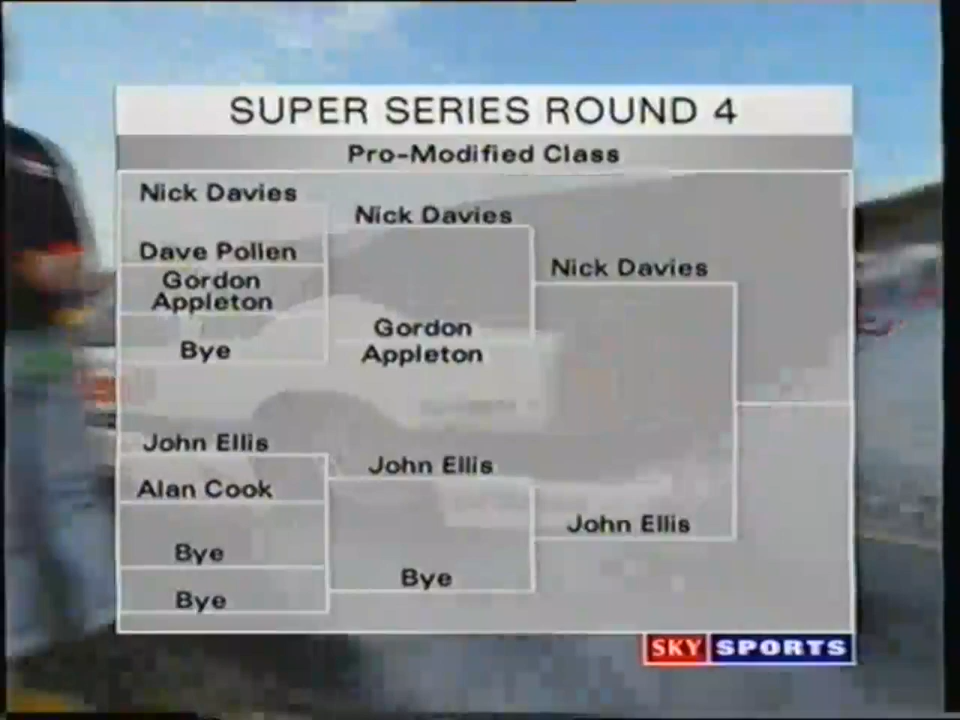 SUPER SERIES ROUND 4
Pro-Modified Class
Nick Davies
Dave Pollen
Gordon
Appleton
Bye
John Ellis
Alan Cook
Bye
Bye
Nick Davies
Gordon
Appleton
John Ellis
Bye
Nick Davies
John Ellis
SKY SPORTS